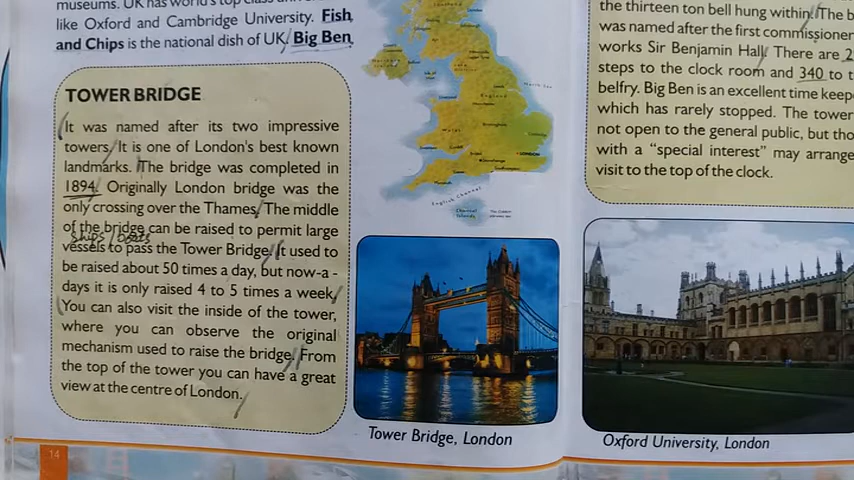 museums. UK has world's top class
like Oxford and Cambridge University. Fish
and Chips is the national dish of UK. Big Ben
TOWER BRIDGE
It was named after its two impressive
towers. It is one of London's best known
landmarks. The bridge was completed in
1894. Originally London bridge was the
only crossing over the Thames. The middle
of the bridge can be raised to permit large
ships / boats
vessels to pass the Tower Bridge. It used to
be raised about 50 times a day, but now-a-
days it is only raised 4 to 5 times a week.
You can also visit the inside of the tower,
where you can observe the original
mechanism used to raise the bridge. From
the top of the tower you can have a great
view at the centre of London.
14
North Sea
England
Wales
LONDON
English Channel
Channel
Islands
Tower Bridge, London
the thirteen ton bell hung within. The b
was named after the first commissioner
works Sir Benjamin Hall. There are 2
steps to the clock room and 340 to t
belfry. Big Ben is an excellent time keep
which has rarely stopped. The tower
not open to the general public, but tho
with a "special interest" may arrange
visit to the top of the clock.
Oxford University, London